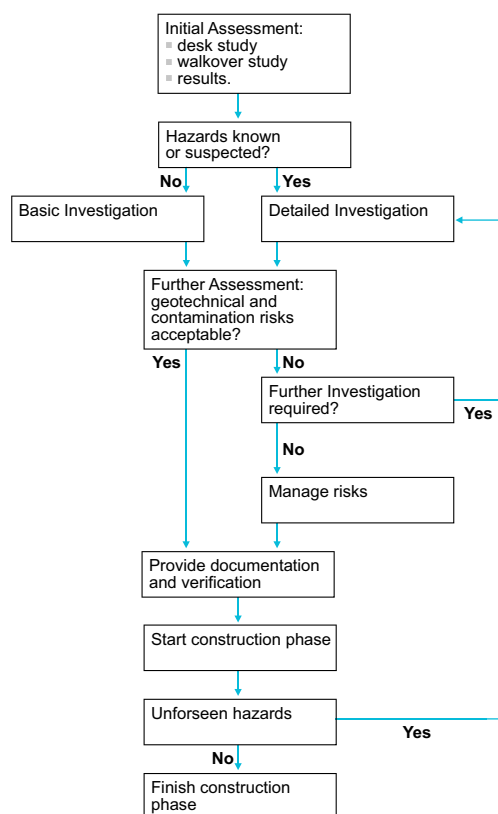 Initial Assessment:
desk study
walkover study
results.
Hazards known
or suspected?
No
Yes
Basic Investigation
Detailed Investigation
Further Assessment:
geotechnical and
contamination risks
acceptable?
Yes
No
Further Investigation
required?
Yes
No
Manage risks
Provide documentation
and verification
Start construction phase
Unforseen hazards
Yes
No
Finish construction
phase